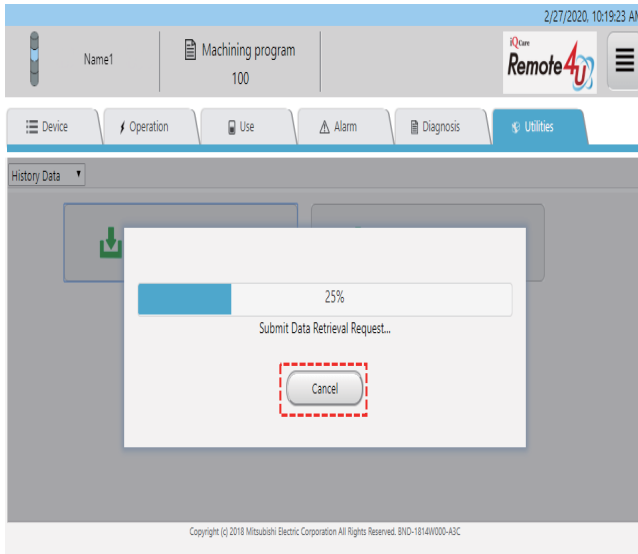 2/27/2020, 10:19:23 AM
Name1
Machining program
100
iQ Care
Remote4U
Device
Operation
Use
Alarm
Diagnosis
Utilities
History Data
25%
Submit Data Retrieval Request...
Cancel
Copyright (c) 2018 Mitsubishi Electric Corporation All Rights Reserved. BND-1814W000-A3C